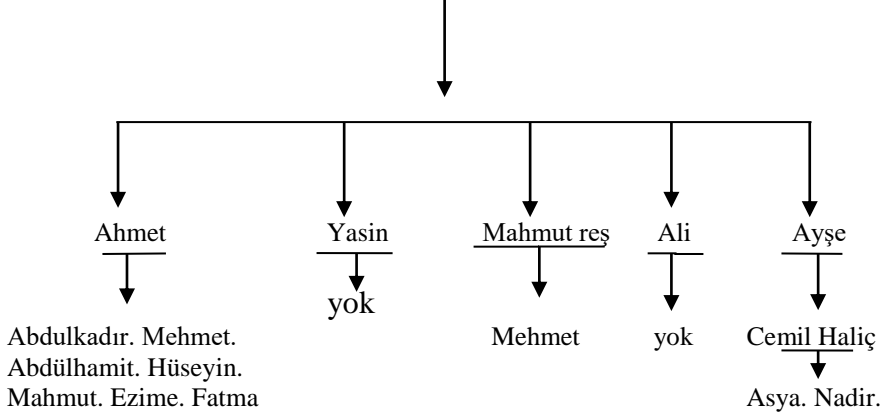 Ahmet Yasin Mahmut reş Ali Ayşe
yok
Abdulkadır. Mehmet. Mehmet yok Cemil Haliç
Abdülhamit. Hüseyin.
Mahmut. Ezime. Fatma Asya. Nadir.